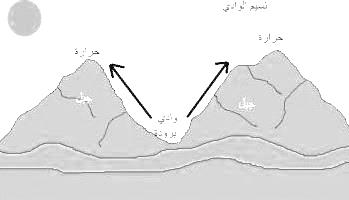 نسيم الوادي
حرارة
حرارة
جبل
جبل
وادي
برودة